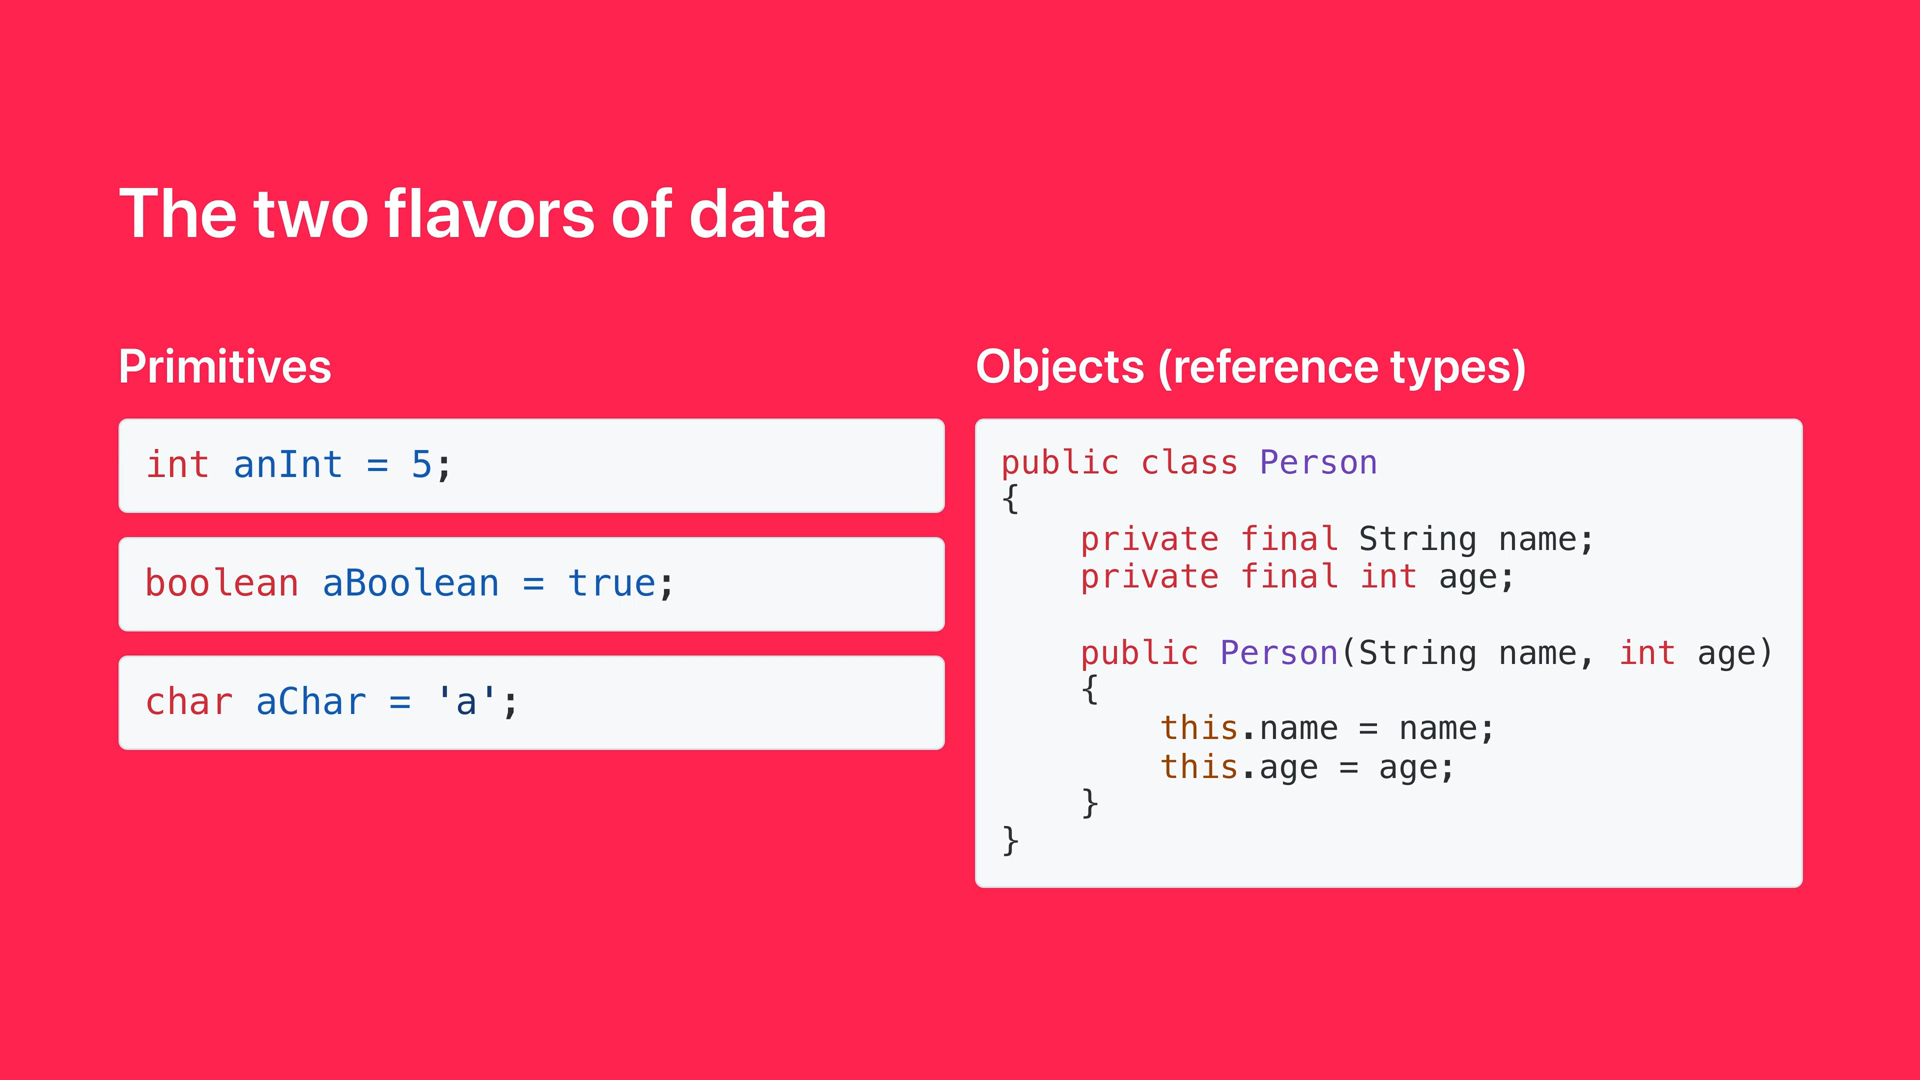 The two flavors of data
Primitives
int anInt = 5;
boolean aBoolean = true;
char aChar = 'a';
Objects (reference types)
public class Person
{
    private final String name;
    private final int age;

    public Person(String name, int age)
    {
        this.name = name;
        this.age = age;
    }
}